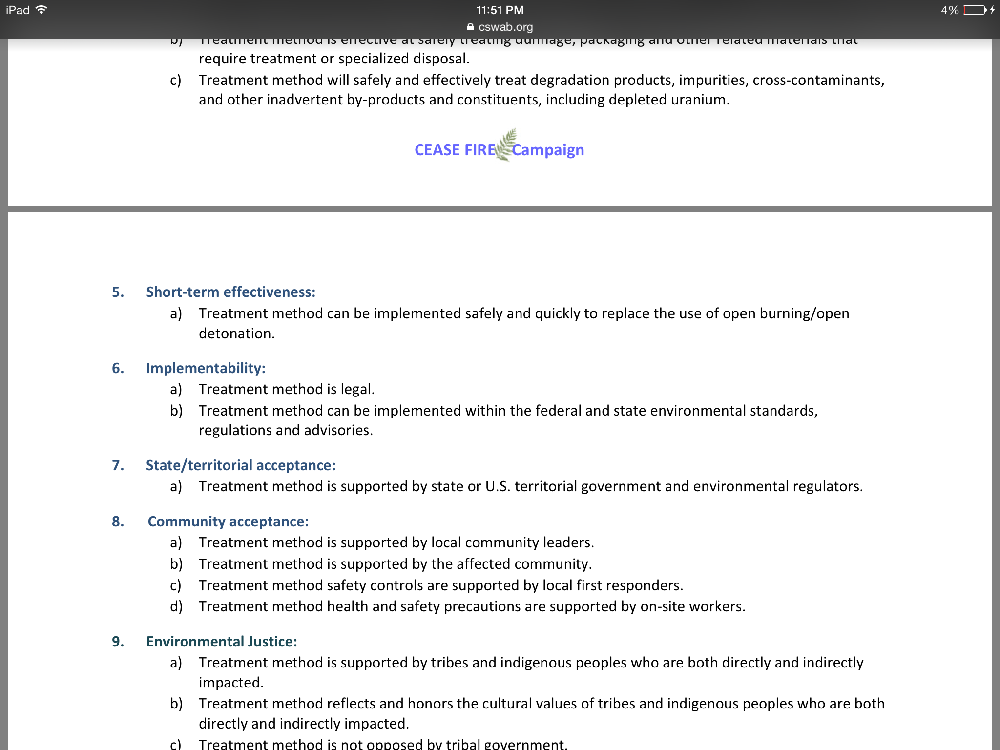 iPad
11:51 PM
4%
cswab.org
b) Treatment method is effective at safely treating dunnage, packaging and other related materials that
require treatment or specialized disposal.
c) Treatment method will safely and effectively treat degradation products, impurities, cross-contaminants,
and other inadvertent by-products and constituents, including depleted uranium.
CEASE FIRE Campaign
5. Short-term effectiveness:
a) Treatment method can be implemented safely and quickly to replace the use of open burning/open
detonation.
6. Implementability:
a) Treatment method is legal.
b) Treatment method can be implemented within the federal and state environmental standards,
regulations and advisories.
7. State/territorial acceptance:
a) Treatment method is supported by state or U.S. territorial government and environmental regulators.
8. Community acceptance:
a) Treatment method is supported by local community leaders.
b) Treatment method is supported by the affected community.
c) Treatment method safety controls are supported by local first responders.
d) Treatment method health and safety precautions are supported by on-site workers.
9. Environmental Justice:
a) Treatment method is supported by tribes and indigenous peoples who are both directly and indirectly
impacted.
b) Treatment method reflects and honors the cultural values of tribes and indigenous peoples who are both
directly and indirectly impacted.
c) Treatment method is not opposed by tribal government.